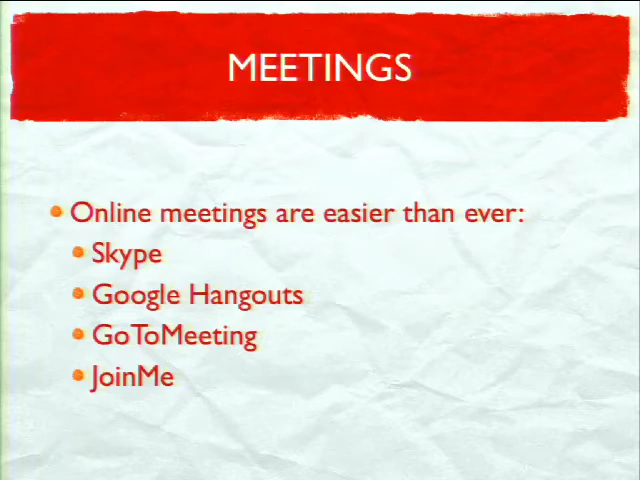 MEETINGS
Online meetings are easier than ever:
Skype
Google Hangouts
GoToMeeting
JoinMe